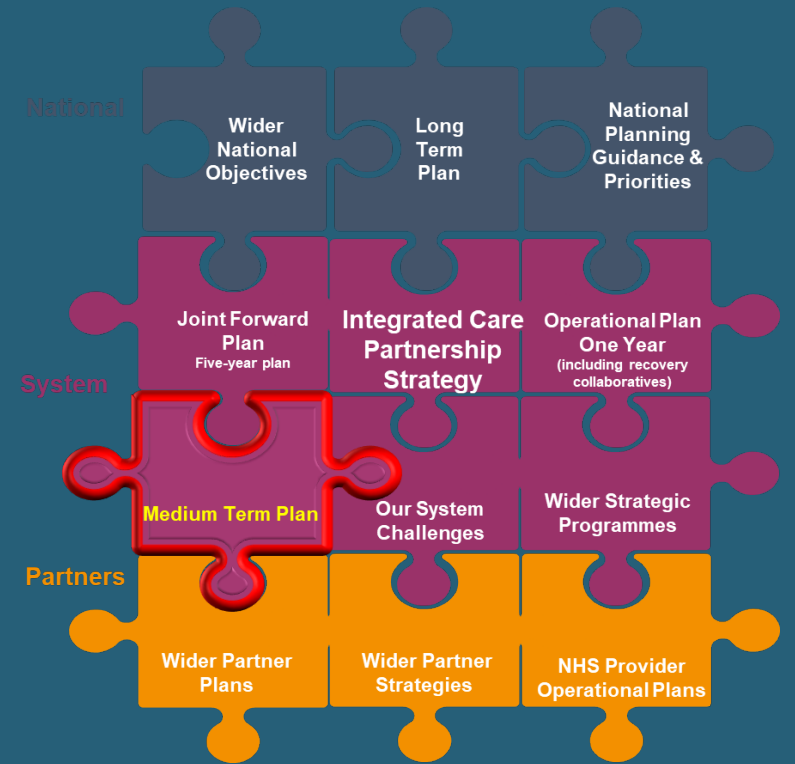 National
Wider
National
Objectives
Long
Term
Plan
National
Planning
Guidance &
Priorities
System
Joint Forward
Plan
Five-year plan
Integrated Care
Partnership
Strategy
Operational Plan
One Year
(including recovery
collaboratives)
Medium Term Plan
Our System
Challenges
Wider Strategic
Programmes
Partners
Wider Partner
Plans
Wider Partner
Strategies
NHS Provider
Operational Plans